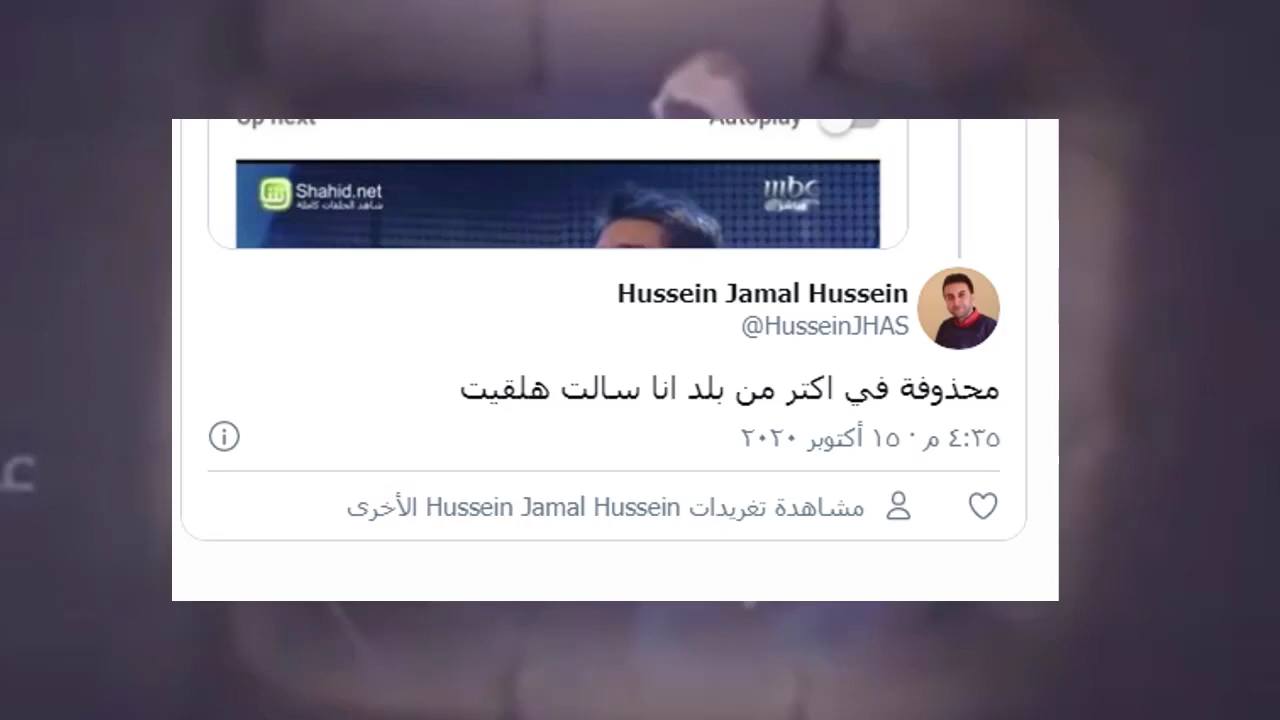 Up next Autoplay
Shahid.net
شاهد الحلقات كاملة
mbc
Hussein Jamal Hussein
@HusseinJHAS
محذوفة في اكتر من بلد انا سالت هلقيت
٤:٣٥ م · ١٥ أكتوبر ٢٠٢٠
مشاهدة تغريدات Hussein Jamal Hussein الأخرى